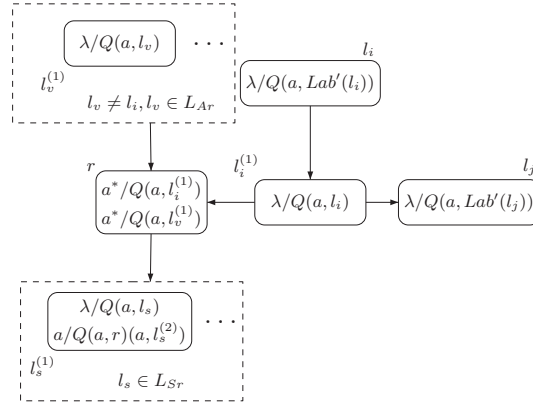 λ/Q(a, l_v) · · ·
l_v^{(1)}
l_v ≠ l_i, l_v ∈ L_{Ar}
l_i
λ/Q(a, Lab′(l_i))
r
a*/Q(a, l_i^{(1)})
a*/Q(a, l_v^{(1)})
l_i^{(1)}
λ/Q(a, l_i)
l_j
λ/Q(a, Lab′(l_j))
λ/Q(a, l_s)
a/Q(a, r)(a, l_s^{(2)})
· · ·
l_s^{(1)}
l_s ∈ L_{Sr}